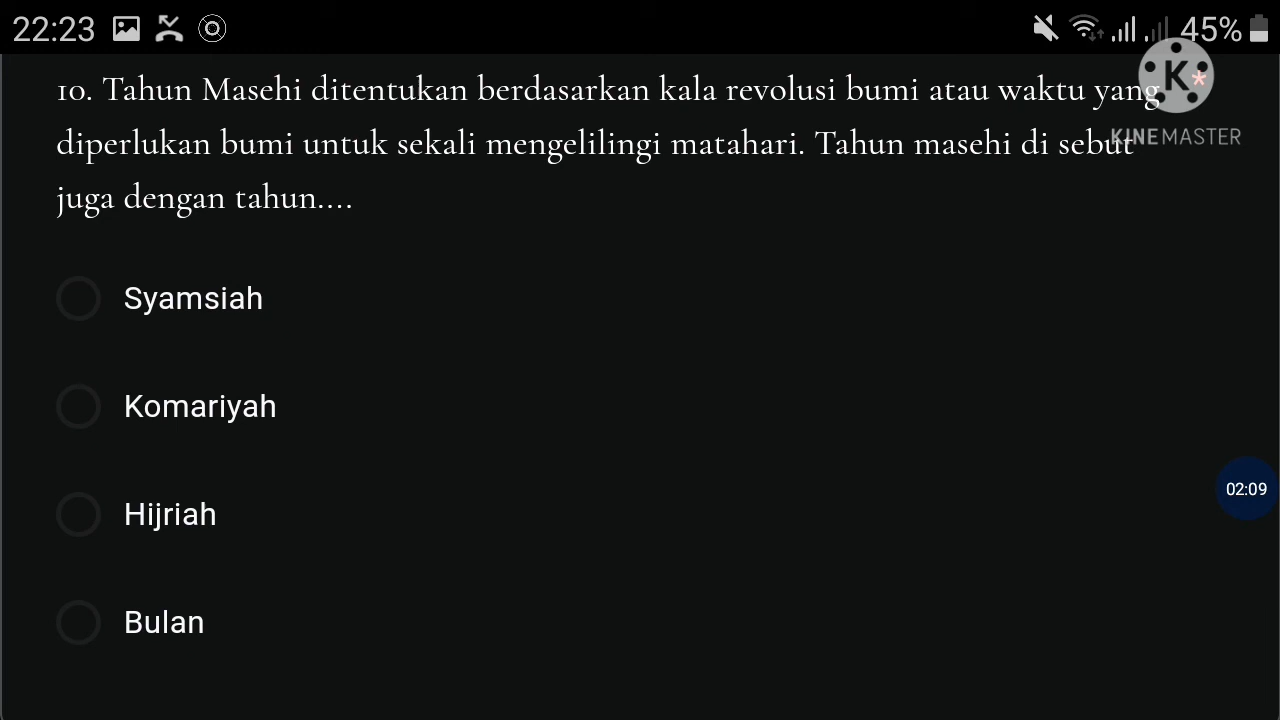 22:23 45%
10. Tahun Masehi ditentukan berdasarkan kala revolusi bumi atau waktu yang
diperlukan bumi untuk sekali mengelilingi matahari. Tahun masehi di sebut
juga dengan tahun....
K
KINEMASTER
Syamsiah
Komariyah
Hijriah
02:09
Bulan